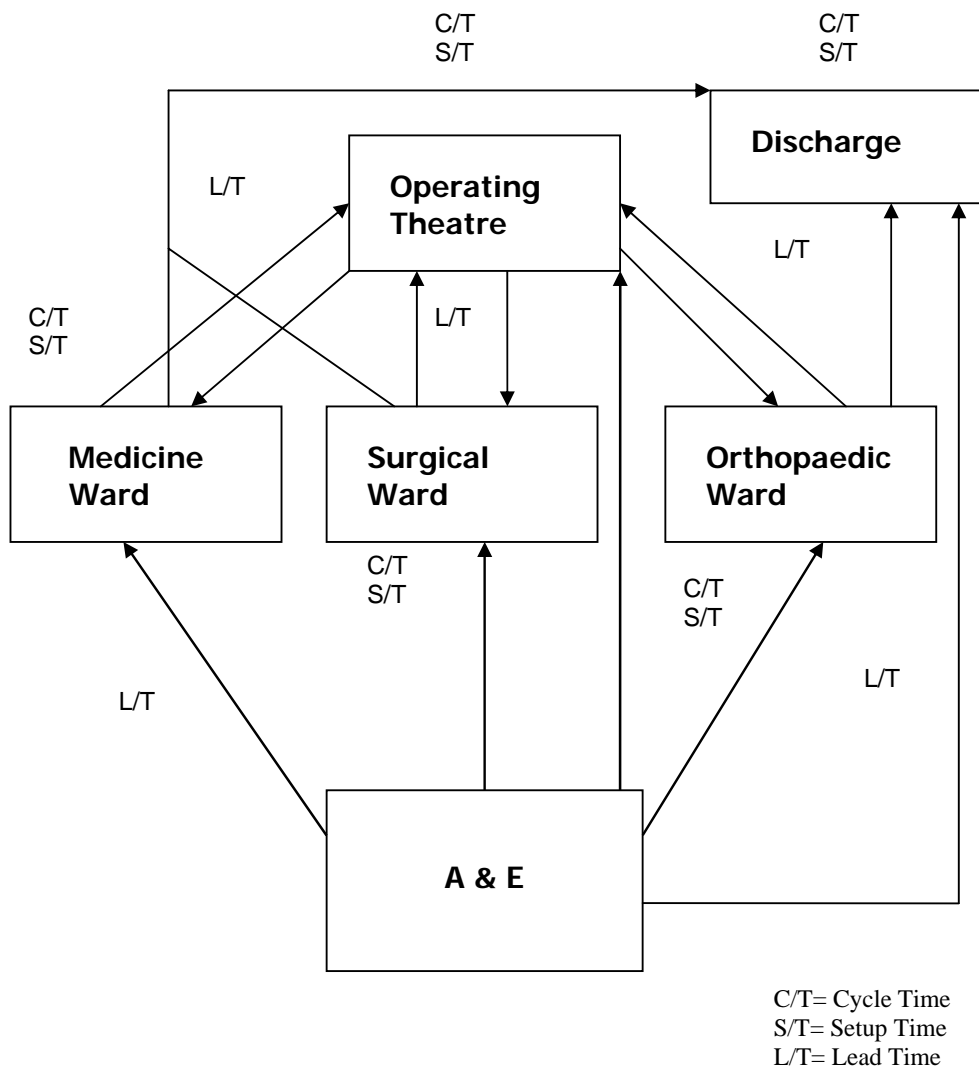 C/T
S/T
C/T
S/T
Discharge
Operating
Theatre
L/T
L/T
C/T
S/T
L/T
Medicine
Ward
Surgical
Ward
Orthopaedic
Ward
C/T
S/T
C/T
S/T
L/T
L/T
A & E
C/T= Cycle Time
S/T= Setup Time
L/T= Lead Time